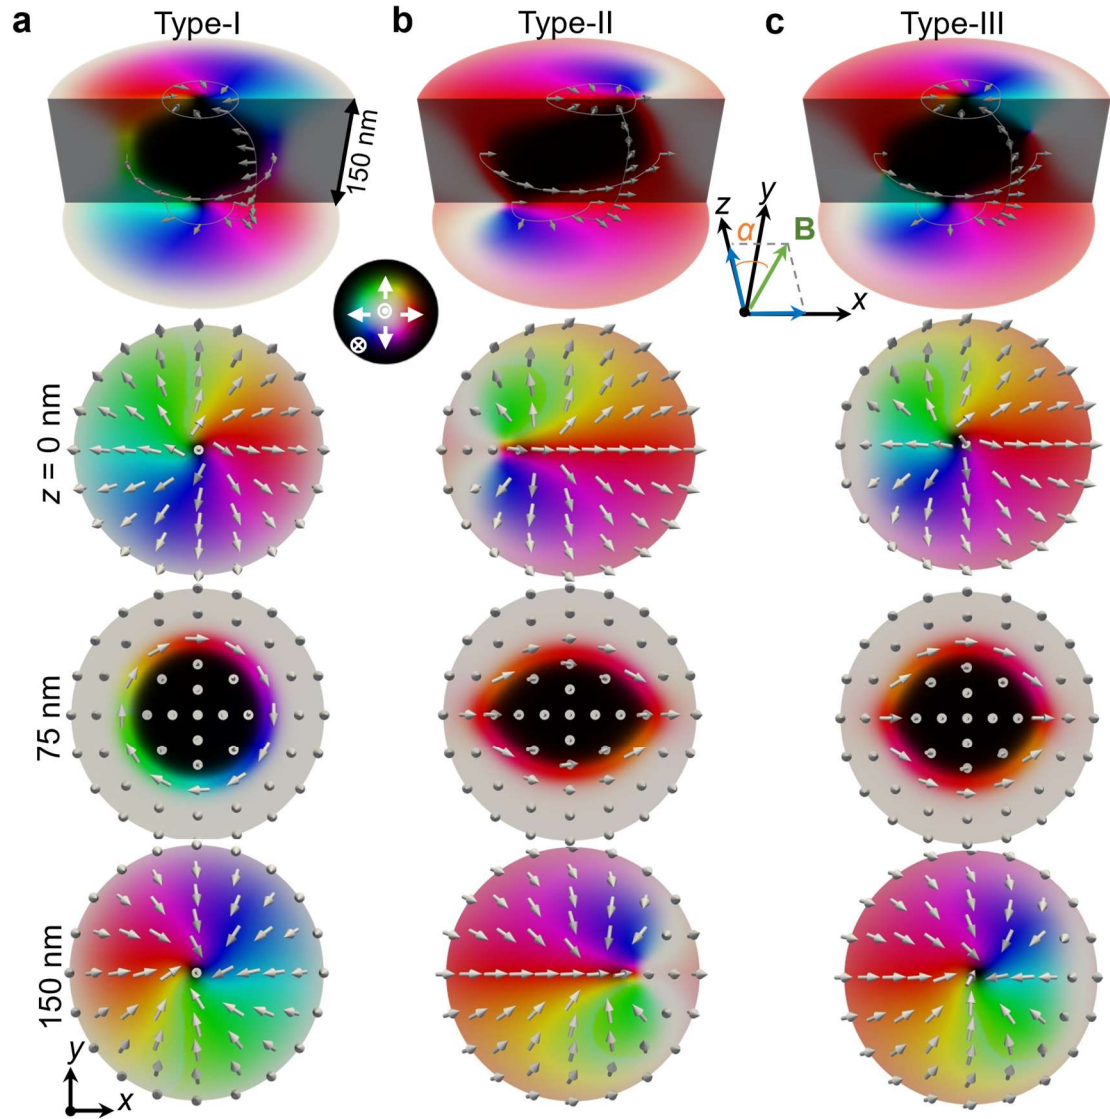 a Type-I b Type-II c Type-III
150 nm
z α y B x
z = 0 nm
75 nm
150 nm
y
x